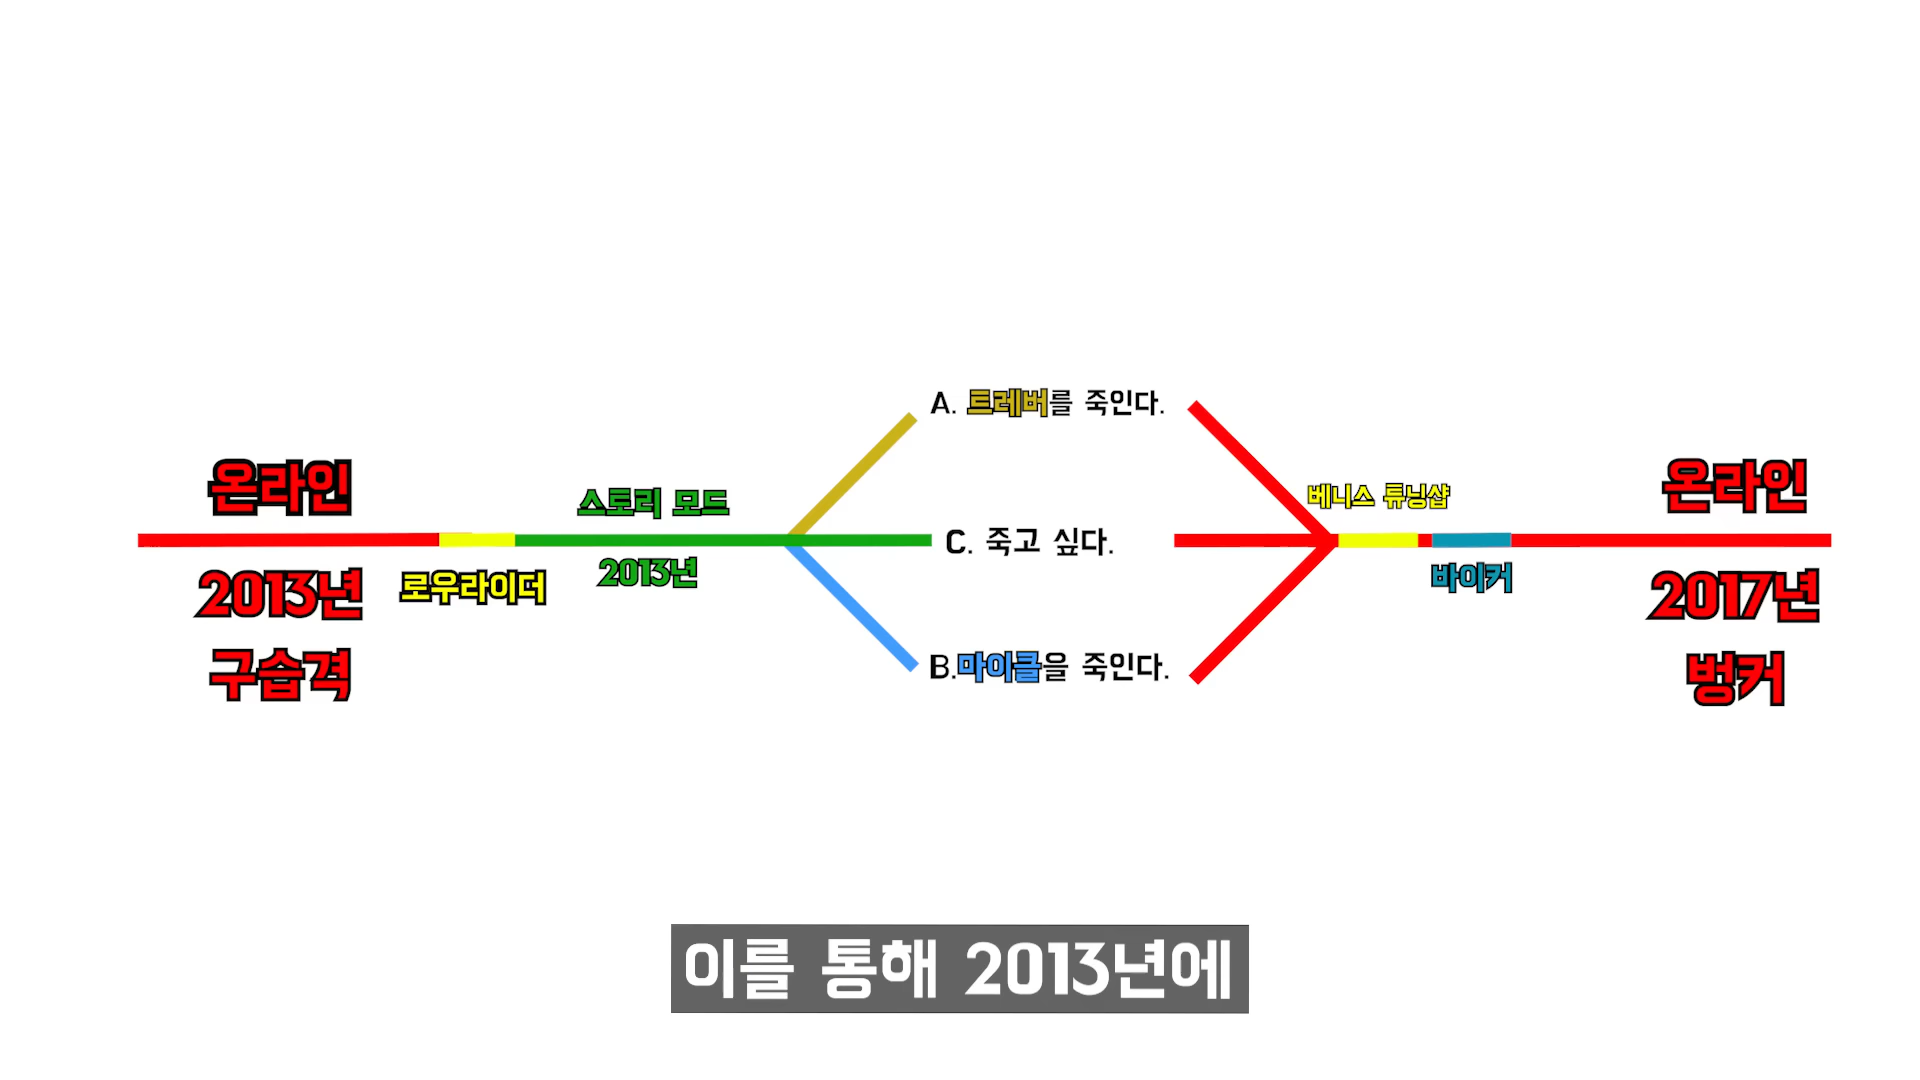 온라인
2013년
구습격
로우라이더
스토리 모드
2013년
A. 트레버를 죽인다.
C. 죽고 싶다.
B.마이클을 죽인다.
베니스 튜닝샵
바이커
온라인
2017년
벙커
이를 통해 2013년에